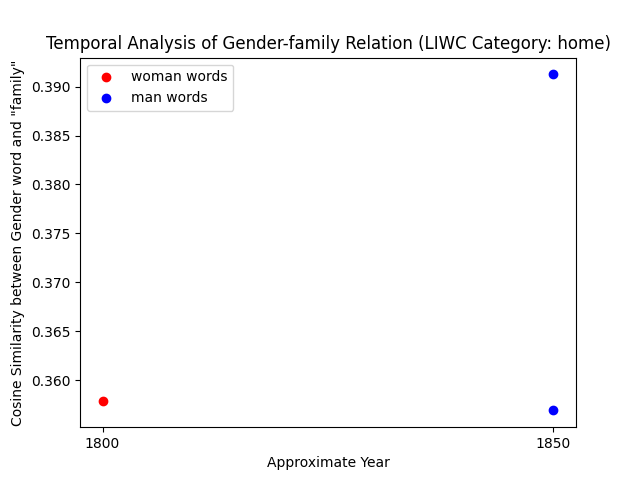 Temporal Analysis of Gender-family Relation (LIWC Category: home)
woman words
man words
Cosine Similarity between Gender word and "family"
0.390
0.385
0.380
0.375
0.370
0.365
0.360
1800
1850
Approximate Year